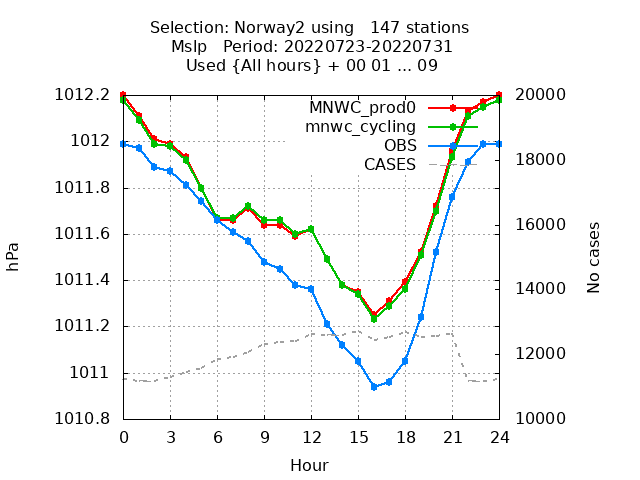 Selection: Norway2 using   147 stations
Mslp   Period: 20220723-20220731
Used {All hours} + 00 01 ... 09
1012.2
1012
1011.8
1011.6
1011.4
1011.2
1011
1010.8
hPa
MNWC_prod0
mnwc_cycling
OBS
CASES
20000
18000
16000
14000
12000
10000
No cases
0 3 6 9 12 15 18 21 24
Hour